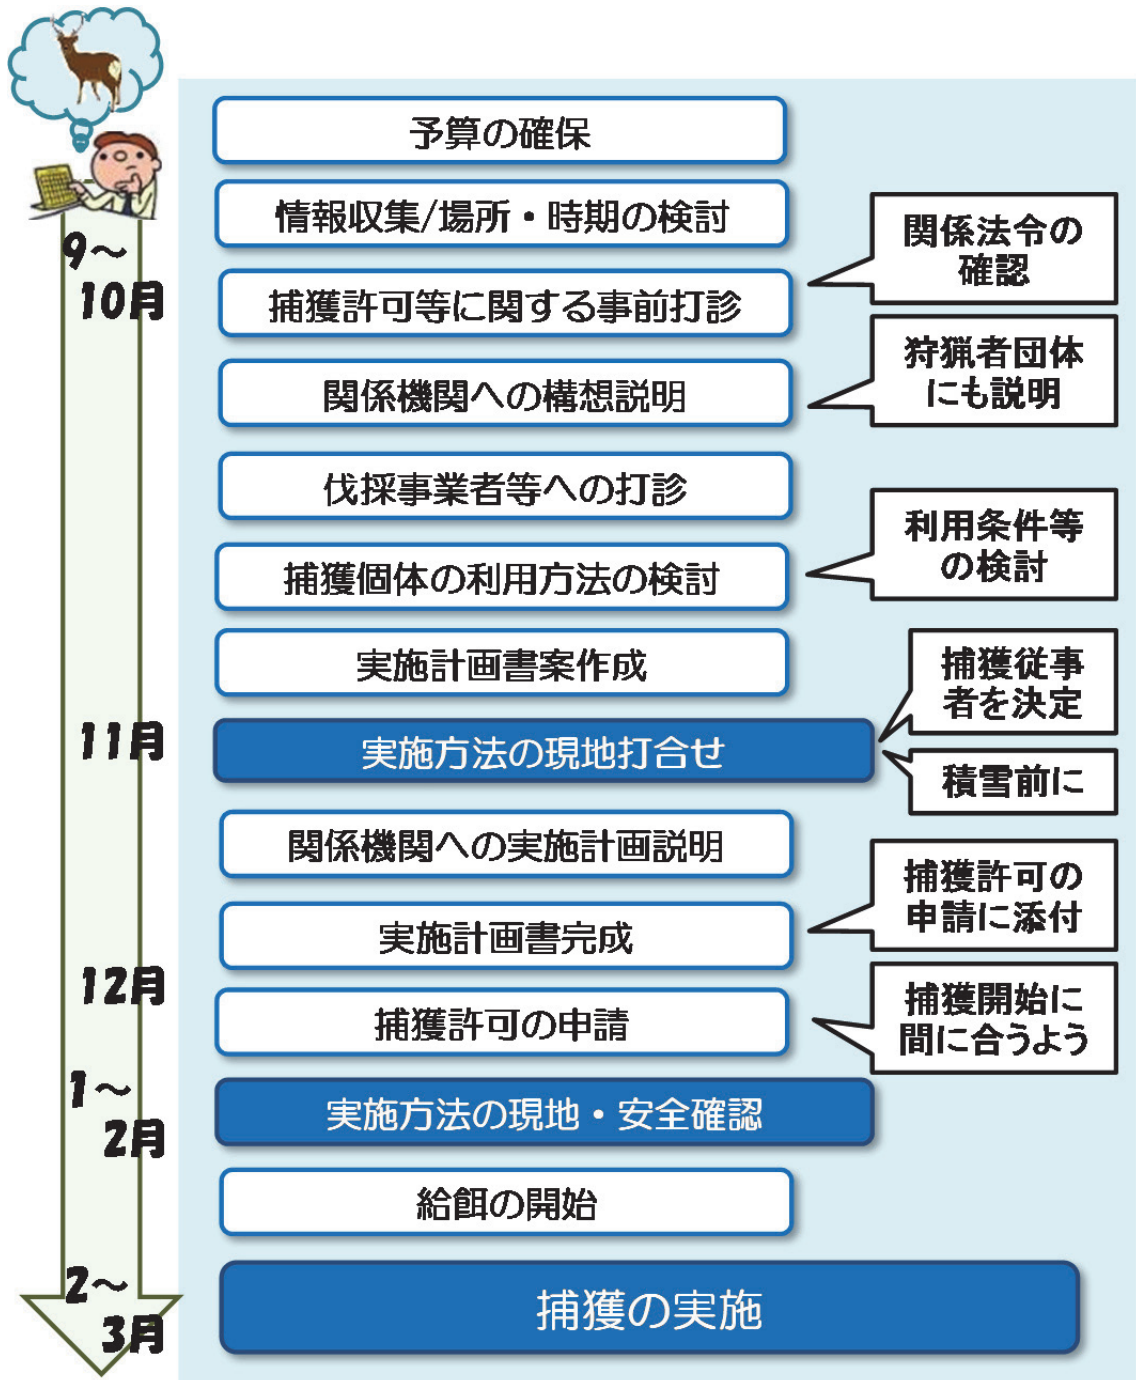 予算の確保
情報収集/場所・時期の検討
9～
10月
捕獲許可等に関する事前打診
関係法令の
確認
関係機関への構想説明
狩猟者団体
にも説明
伐採事業者等への打診
捕獲個体の利用方法の検討
利用条件等
の検討
実施計画書案作成
11月
実施方法の現地打合せ
捕獲従事
者を決定
積雪前に
関係機関への実施計画説明
実施計画書完成
捕獲許可の
申請に添付
12月
捕獲許可の申請
捕獲開始に
間に合うよう
1～
2月
実施方法の現地・安全確認
給餌の開始
2～
3月
捕獲の実施